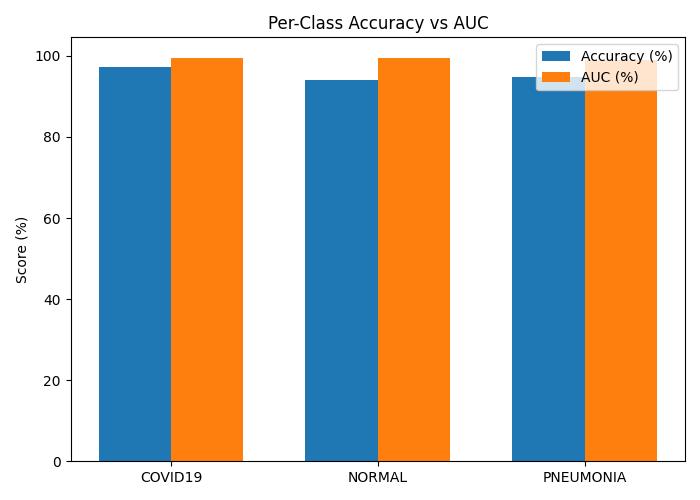 Per-Class Accuracy vs AUC
Accuracy (%)
AUC (%)
Score (%)
100
80
60
40
20
0
COVID19
NORMAL
PNEUMONIA